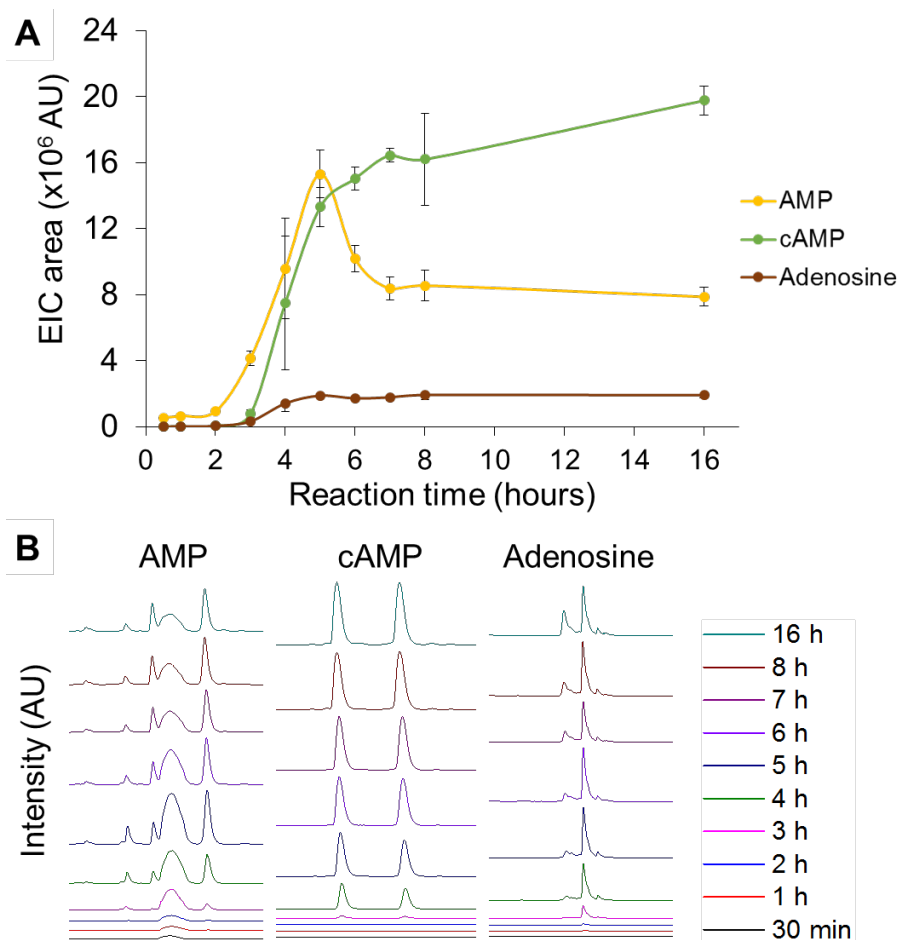 A
24
20
16
12
8
4
0
EIC area (x10⁶ AU)
0 2 4 6 8 10 12 14 16
Reaction time (hours)
AMP
cAMP
Adenosine
B
AMP cAMP Adenosine
Intensity (AU)
16 h
8 h
7 h
6 h
5 h
4 h
3 h
2 h
1 h
30 min